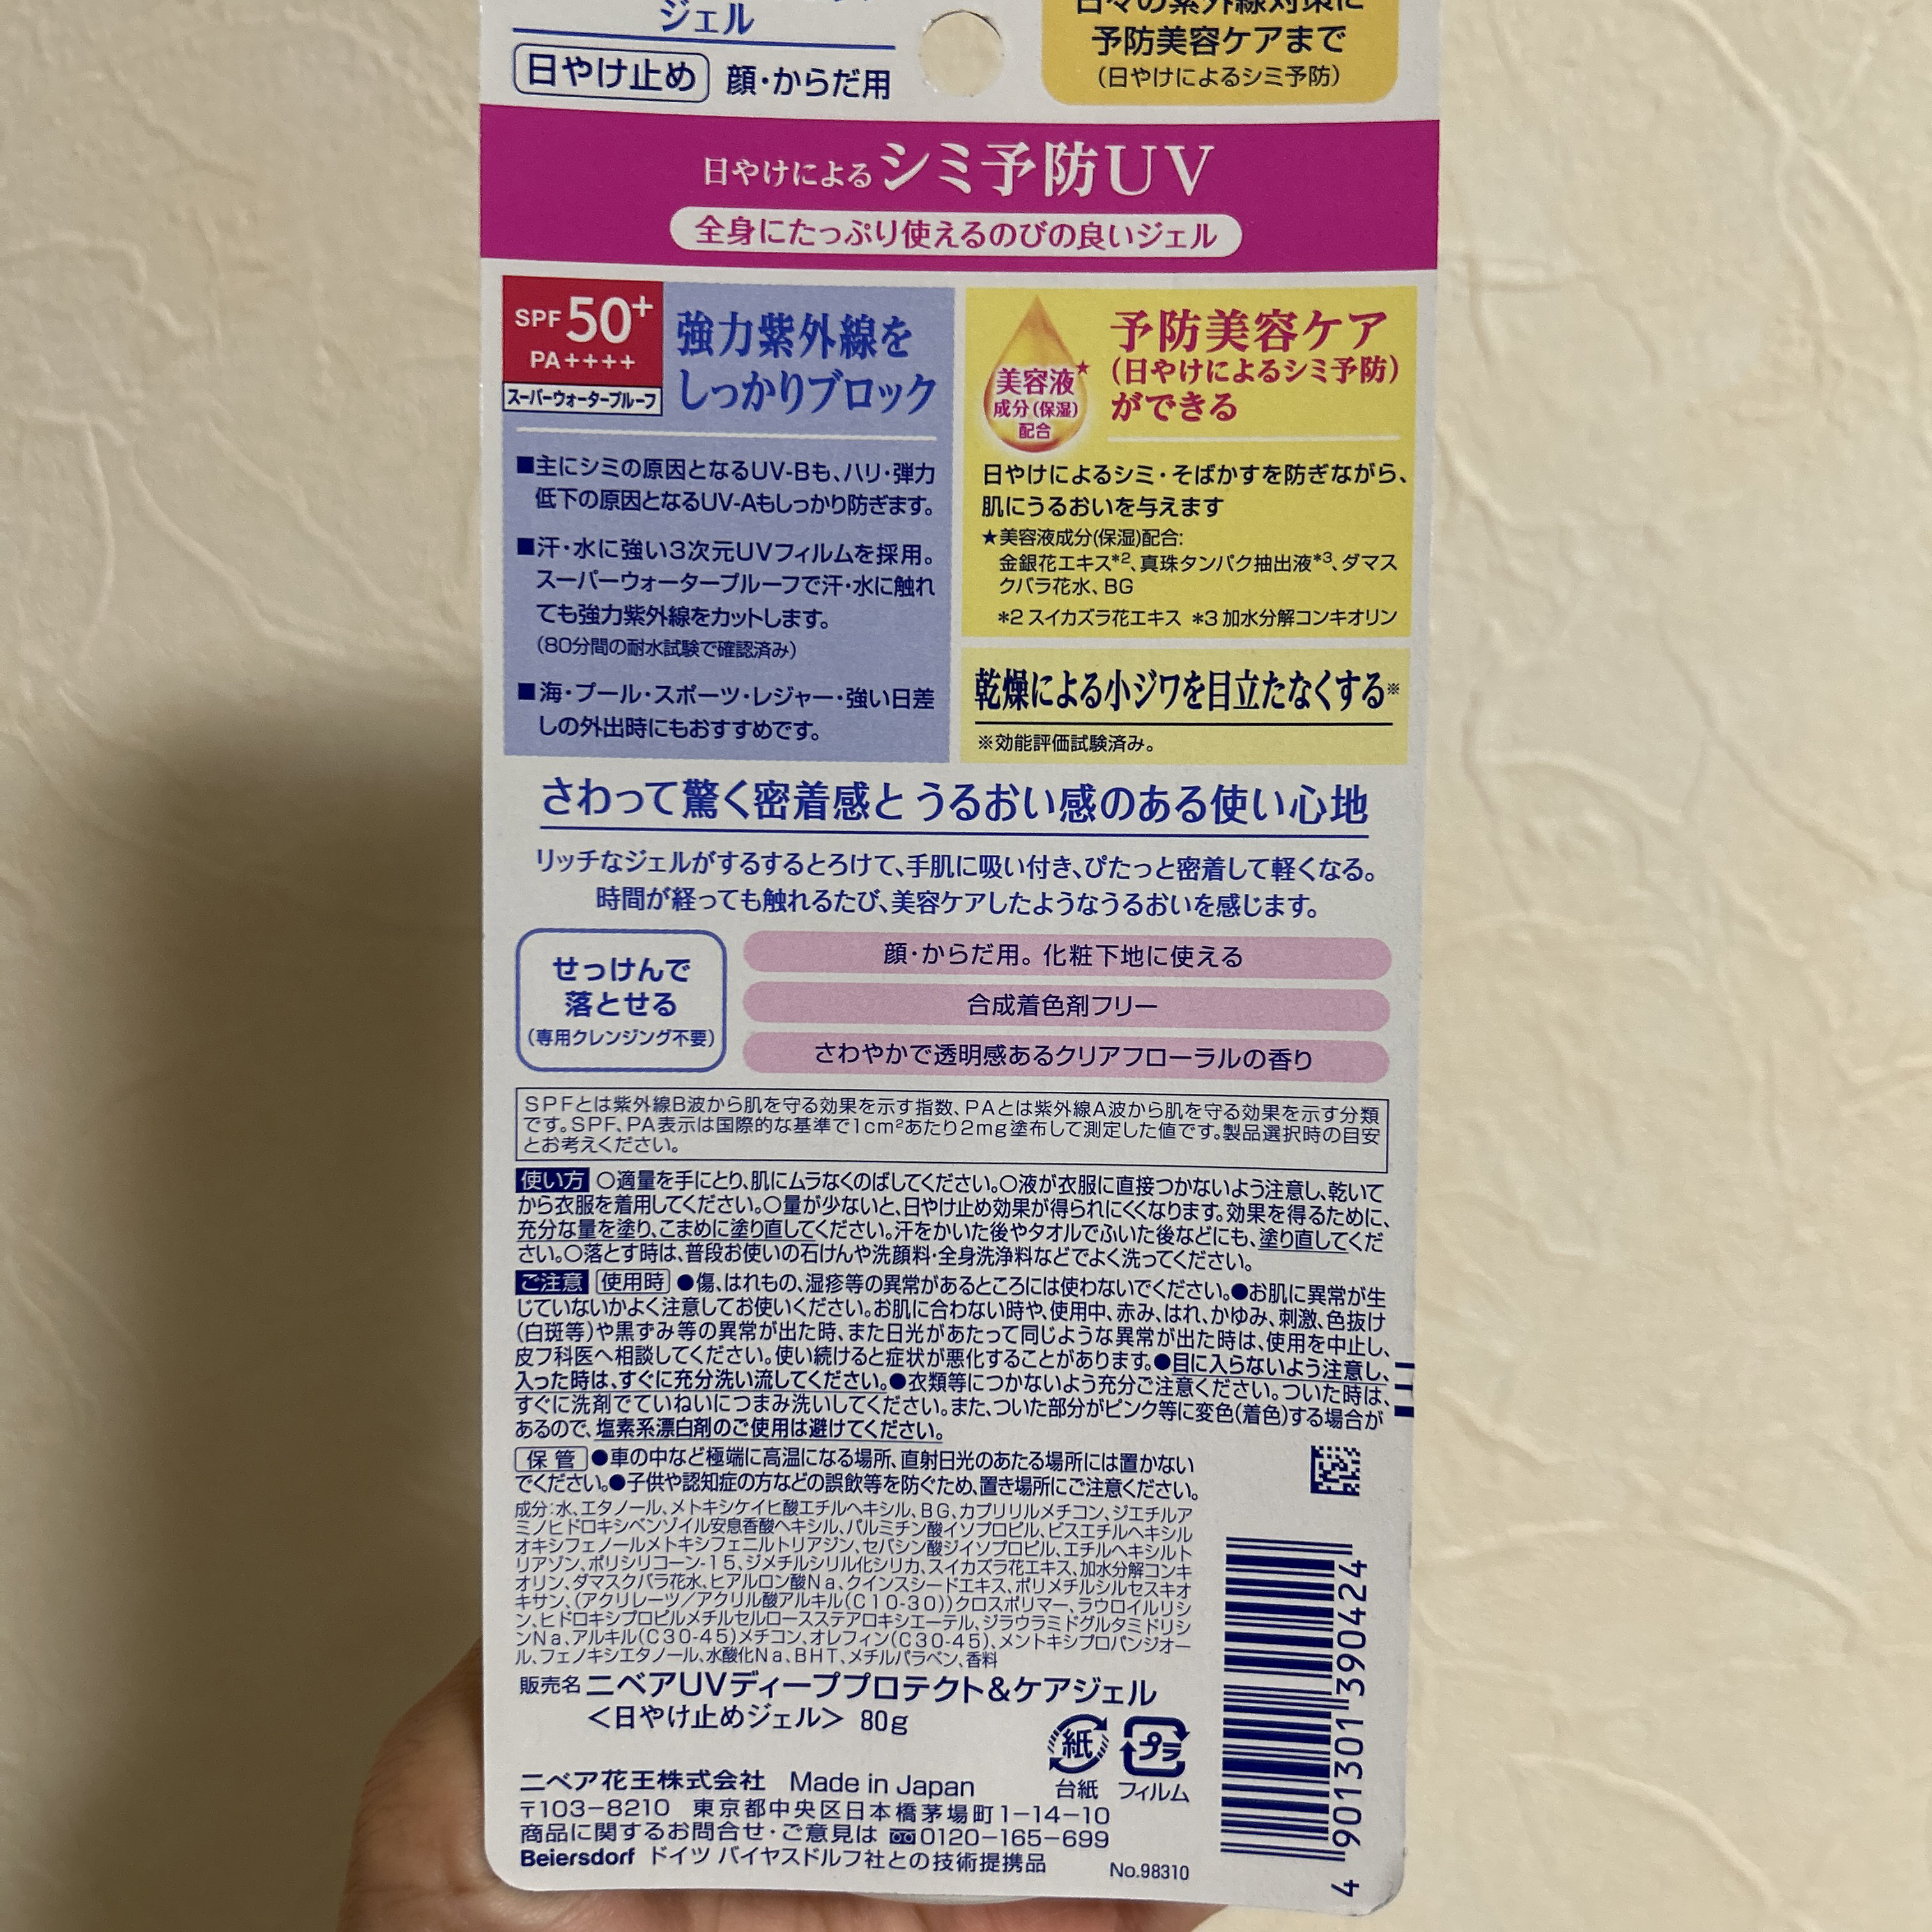 ジェル
日やけ止め 顔・からだ用
予防美容ケアまで
(日やけによるシミ予防)
日やけによるシミ予防UV
全身にたっぷり使えるのびの良いジェル
SPF50+
PA++++
スーパーウォータープルーフ
強力紫外線を
しっかりブロック
■主にシミの原因となるUV-Bも、ハリ・弾力
低下の原因となるUV-Aもしっかり防ぎます。
■汗・水に強い3次元UVフィルムを採用。
スーパーウォータープルーフで汗・水に触れ
ても強力紫外線をカットします。
(80分間の耐水試験で確認済み)
■海・プール・スポーツ・レジャー・強い日差
しの外出時にもおすすめです。
美容液★
成分(保湿)
配合
予防美容ケア
(日やけによるシミ予防)
ができる
日やけによるシミ・そばかすを防ぎながら、
肌にうるおいを与えます
★美容液成分(保湿)配合:
金銀花エキス*2、真珠タンパク抽出液*3、ダマス
クバラ花水、BG
*2 スイカズラ花エキス *3 加水分解コンキオリン
乾燥による小ジワを目立たなくする※
※効能評価試験済み。
さわって驚く密着感とうるおい感のある使い心地
リッチなジェルがするするとろけて、手肌に吸い付き、ぴたっと密着して軽くなる。
時間が経っても触れるたび、美容ケアしたようなうるおいを感じます。
せっけんで
落とせる
(専用クレンジング不要)
顔・からだ用。化粧下地に使える
合成着色剤フリー
さわやかで透明感あるクリアフローラルの香り
SPFとは紫外線B波から肌を守る効果を示す指数、PAとは紫外線A波から肌を守る効果を示す分類
です。SPF、PA表示は国際的な基準で1cm²あたり2mg塗布して測定した値です。製品選択時の目安
とお考えください。
使い方 ○適量を手にとり、肌にムラなくのばしてください。○液が衣服に直接つかないよう注意し、乾いて
から衣服を着用してください。○量が少ないと、日やけ止め効果が得られにくくなります。効果を得るために、
充分な量を塗り、こまめに塗り直してください。汗をかいた後やタオルでふいた後などにも、塗り直してくだ
さい。○落とす時は、普段お使いの石けんや洗顔料・全身洗浄料などでよく洗ってください。
ご注意 使用時 ●傷、はれもの、湿疹等の異常があるところには使わないでください。●お肌に異常が生
じていないかよく注意してお使いください。お肌に合わない時や、使用中、赤み、はれ、かゆみ、刺激、色抜け
(白斑等)や黒ずみ等の異常が出た時、また日光があたって同じような異常が出た時は、使用を中止し、
皮フ科医へ相談してください。使い続けると症状が悪化することがあります。●目に入らないよう注意し、
入った時は、すぐに充分洗い流してください。●衣類等につかないよう充分ご注意ください。ついた時は、
すぐに洗剤でていねいにつまみ洗いしてください。また、ついた部分がピンク等に変色(着色)する場合が
あるので、塩素系漂白剤のご使用は避けてください。
保管 ●車の中など極端に高温になる場所、直射日光のあたる場所には置かない
でください。●子供や認知症の方などの誤飲等を防ぐため、置き場所にご注意ください。
成分:水、エタノール、メトキシケイヒ酸エチルヘキシル、BG、カプリリルメチコン、ジエチルア
ミノヒドロキシベンゾイル安息香酸ヘキシル、パルミチン酸イソプロピル、ビスエチルヘキシル
オキシフェノールメトキシフェニルトリアジン、セバシン酸ジイソプロピル、エチルヘキシルト
リアゾン、ポリシリコーン-15、ジメチルシリル化シリカ、スイカズラ花エキス、加水分解コンキ
オリン、ダマスクバラ花水、ヒアルロン酸Na、クインスシードエキス、ポリメチルシルセスキオ
キサン、(アクリレーツ/アクリル酸アルキル(C10-30))クロスポリマー、ラウロイルリシ
ン、ヒドロキシプロピルメチルセルロースステアロキシエーテル、ジラウラミドグルタミドリシ
ンNa、アルキル(C30-45)メチコン、オレフィン(C30-45)、メントキシプロパンジオー
ル、フェノキシエタノール、水酸化Na、BHT、メチルパラベン、香料
販売名 ニベアUVディーププロテクト&ケアジェル
<日やけ止めジェル> 80g
紙 プラ
台紙 フィルム
ニベア花王株式会社 Made in Japan
〒103-8210 東京都中央区日本橋茅場町1-14-10
商品に関するお問合せ・ご意見は 0120-165-699
Beiersdorf ドイツ バイヤスドルフ社との技術提携品
No.98310
4 901301 390424